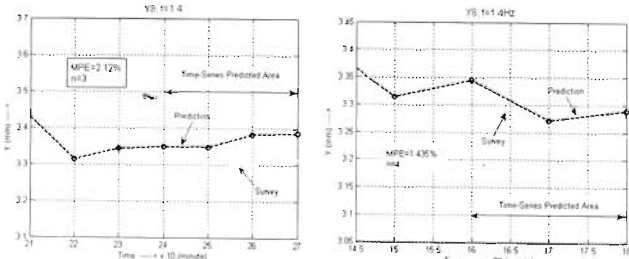 Y8, f=1.4
3.7
3.6
3.5
3.4
3.3
3.2
3.1
Y (mm) ---->
MPE=2.12%
n=3
Time-Series Predicted Area
Prediction
Survey
21 22 23 24 25 26 27
Time ----> × 10 (minute)
Y8, f=1.4Hz
3.45
3.4
3.35
3.3
3.25
3.2
3.15
3.1
3.05
Y (mm) ---->
Prediction
Survey
MPE=1.435%
n=4
Time-Series Predicted Area
14.5 15 15.5 16 16.5 17 17.5 18